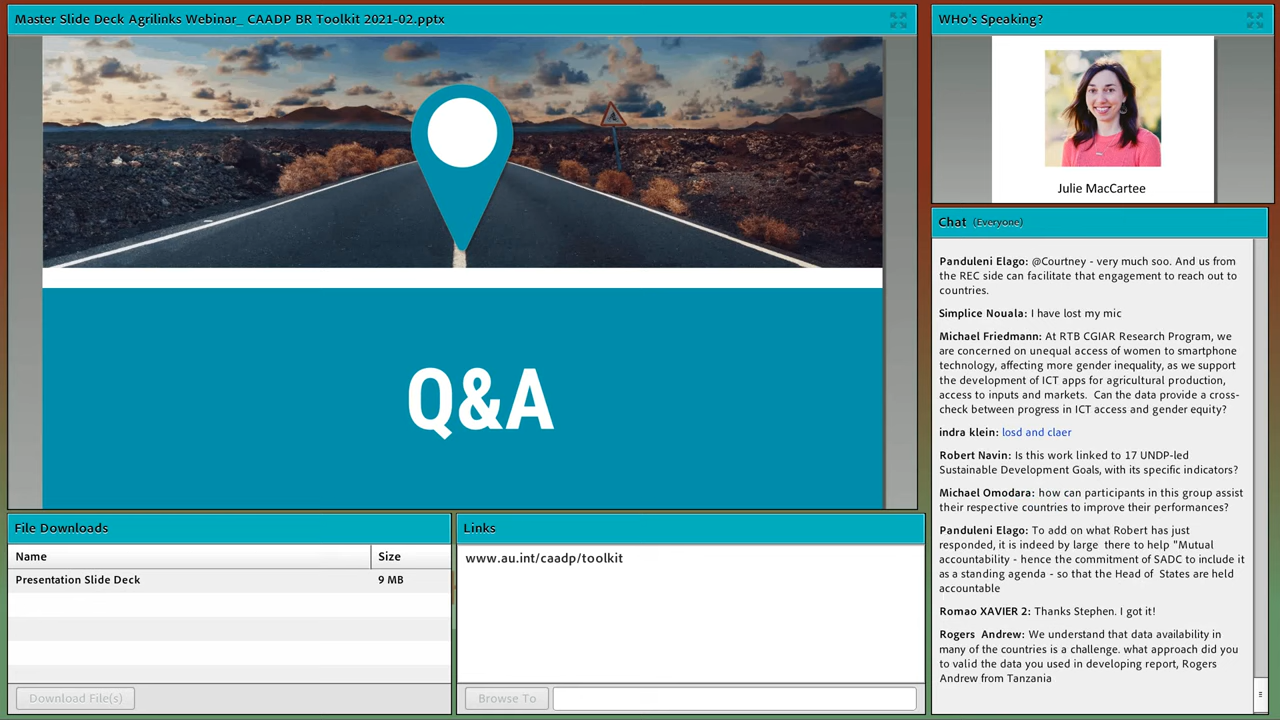 Master Slide Deck Agrilinks Webinar_ CAADP BR Toolkit 2021-02.pptx
Q&A
WHo's Speaking?
Julie MacCartee
Chat (Everyone)
Panduleni Elago: @Courtney - very much soo. And us from
the REC side can facilitate that engagement to reach out to
countries.
Simplice Nouala: I have lost my mic
Michael Friedmann: At RTB CGIAR Research Program, we
are concerned on unequal access of women to smartphone
technology, affecting more gender inequality, as we support
the development of ICT apps for agricultural production,
access to inputs and markets. Can the data provide a cross-
check between progress in ICT access and gender equity?
indra klein: losd and claer
Robert Navin: Is this work linked to 17 UNDP-led
Sustainable Development Goals, with its specific indicators?
Michael Omodara: how can participants in this group assist
their respective countries to improve their performances?
Panduleni Elago: To add on what Robert has just
responded, it is indeed by large there to help "Mutual
accountability - hence the commitment of SADC to include it
as a standing agenda - so that the Head of States are held
accountable
Romao XAVIER 2: Thanks Stephen. I got it!
Rogers Andrew: We understand that data availability in
many of the countries is a challenge. what approach did you
to valid the data you used in developing report, Rogers
Andrew from Tanzania
File Downloads
Name Size
Presentation Slide Deck 9 MB
Download File(s)
Links
www.au.int/caadp/toolkit
Browse To